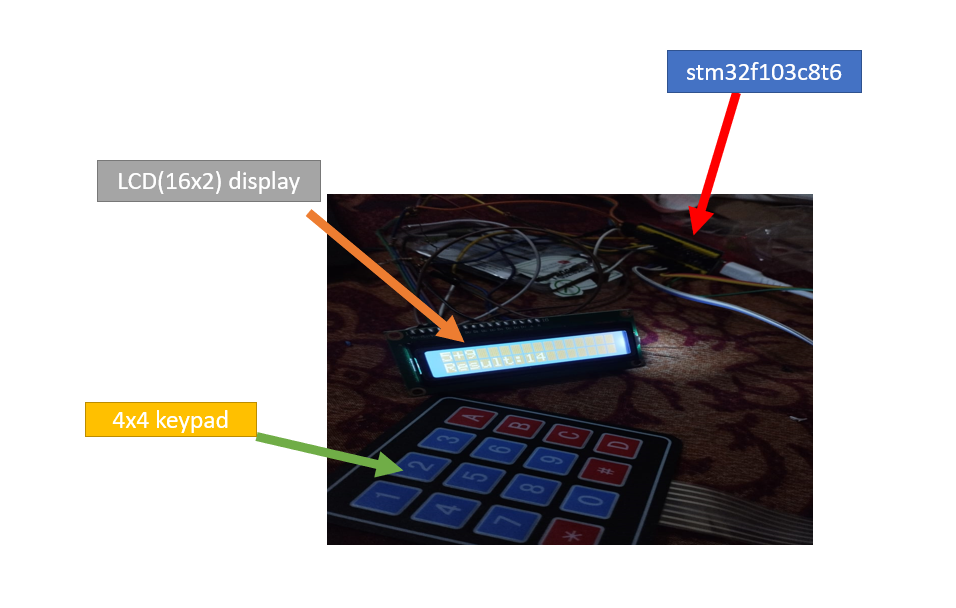 stm32f103c8t6
LCD(16x2) display
5+9
Result:14
4x4 keypad
A B C D
3 6 9 #
2 5 8 0
1 4 7 *